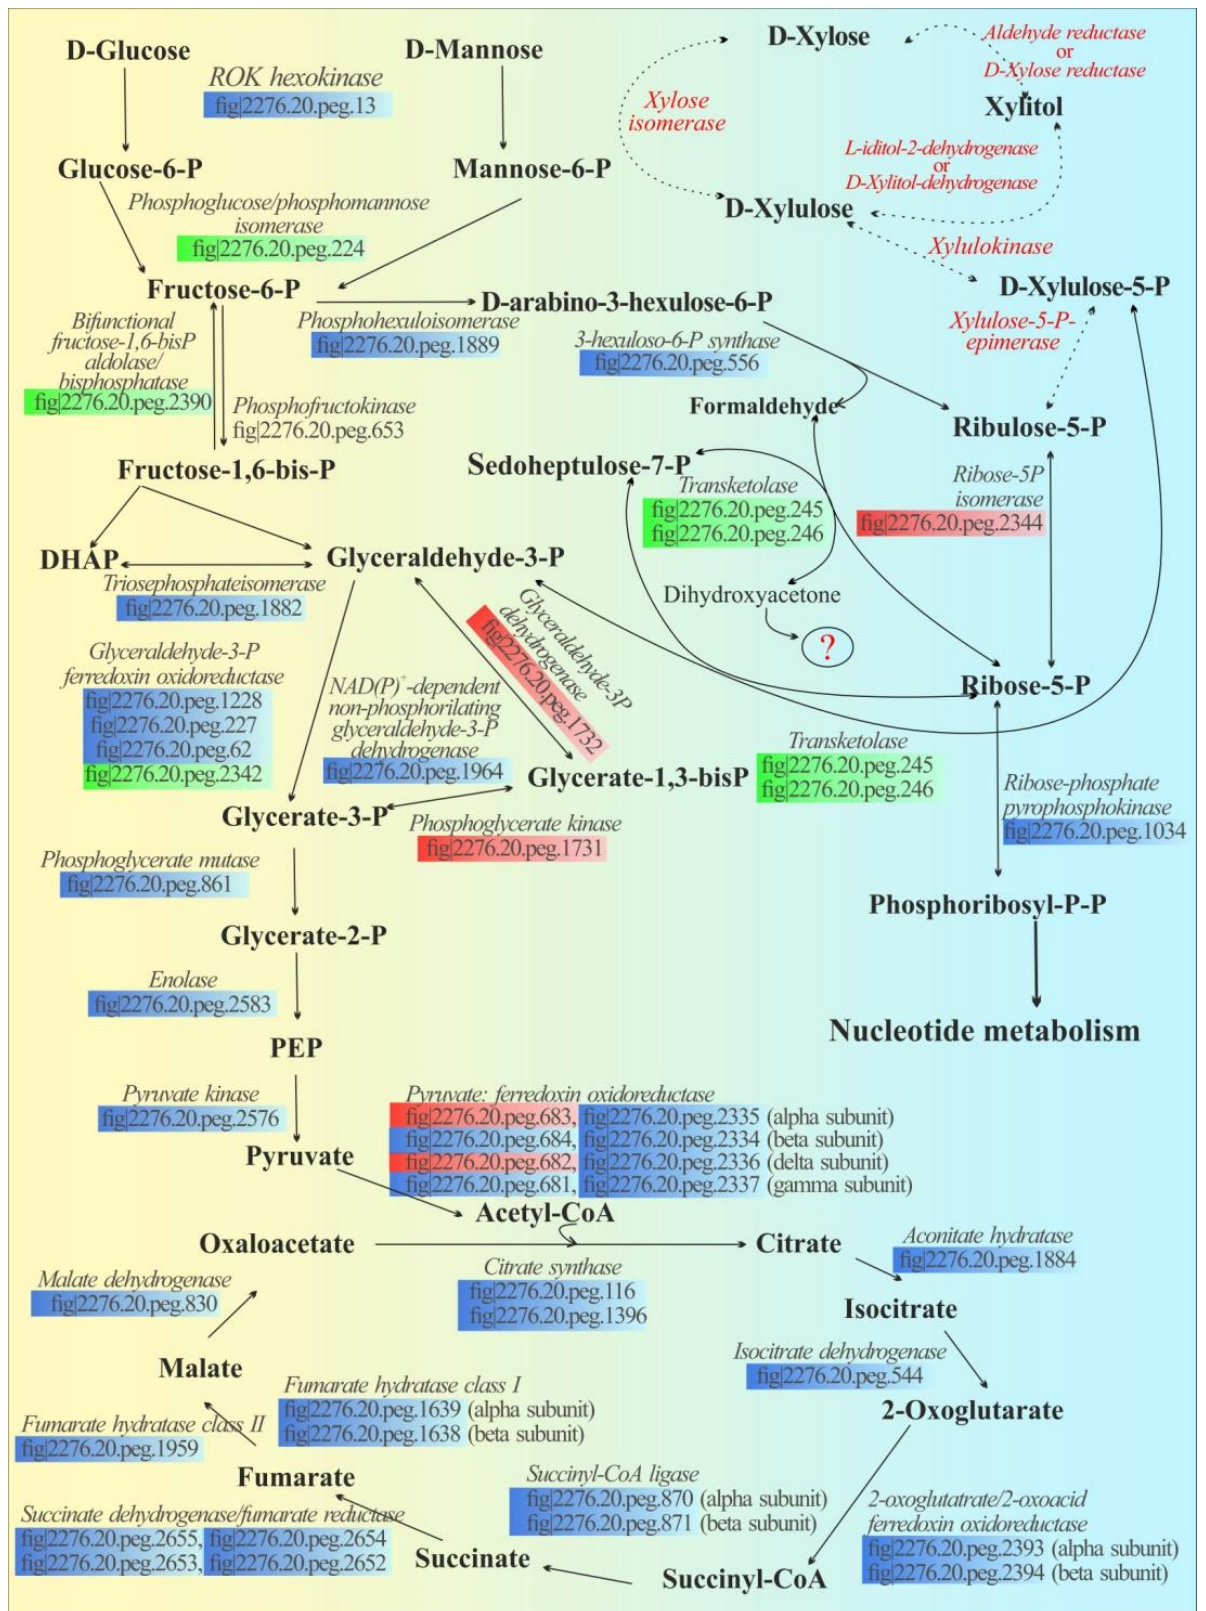 D-Glucose
ROK hexokinase
fig|2276.20.peg.13
D-Mannose
D-Xylose
Aldehyde reductase
or
D-Xylose reductase
Xylose
isomerase
Xylitol
Glucose-6-P
Mannose-6-P
L-iditol-2-dehydrogenase
or
D-Xylitol-dehydrogenase
D-Xylulose
Phosphoglucose/phosphomannose
isomerase
fig|2276.20.peg.224
Xylulokinase
Fructose-6-P
D-arabino-3-hexulose-6-P
D-Xylulose-5-P
Bifunctional
fructose-1,6-bisP
aldolase/
bisphosphatase
fig|2276.20.peg.2390
Phosphohexuloisomerase
fig|2276.20.peg.1889
3-hexuloso-6-P synthase
fig|2276.20.peg.556
Xylulose-5-P-
epimerase
Phosphofructokinase
fig|2276.20.peg.653
Formaldehyde
Ribulose-5-P
Fructose-1,6-bis-P
Sedoheptulose-7-P
Transketolase
fig|2276.20.peg.245
fig|2276.20.peg.246
Ribose-5P
isomerase
fig|2276.20.peg.2344
DHAP
Glyceraldehyde-3-P
Triosephosphateisomerase
fig|2276.20.peg.1882
Dihydroxyacetone
?
Glyceraldehyde-3P
dehydrogenase
fig|2276.20.peg.1732
Glyceraldehyde-3-P
ferredoxin oxidoreductase
fig|2276.20.peg.1228
fig|2276.20.peg.227
fig|2276.20.peg.62
fig|2276.20.peg.2342
NAD(P)+-dependent
non-phosphorilating
glyceraldehyde-3-P
dehydrogenase
fig|2276.20.peg.1964
Ribose-5-P
Glycerate-1,3-bisP
Transketolase
fig|2276.20.peg.245
fig|2276.20.peg.246
Ribose-phosphate
pyrophosphokinase
fig|2276.20.peg.1034
Glycerate-3-P
Phosphoglycerate kinase
fig|2276.20.peg.1731
Phosphoglycerate mutase
fig|2276.20.peg.861
Phosphoribosyl-P-P
Glycerate-2-P
Enolase
fig|2276.20.peg.2583
Nucleotide metabolism
PEP
Pyruvate kinase
fig|2276.20.peg.2576
Pyruvate: ferredoxin oxidoreductase
fig|2276.20.peg.683, fig|2276.20.peg.2335 (alpha subunit)
fig|2276.20.peg.684, fig|2276.20.peg.2334 (beta subunit)
fig|2276.20.peg.682, fig|2276.20.peg.2336 (delta subunit)
fig|2276.20.peg.681, fig|2276.20.peg.2337 (gamma subunit)
Pyruvate
Acetyl-CoA
Oxaloacetate
Citrate
Aconitate hydratase
fig|2276.20.peg.1884
Malate dehydrogenase
fig|2276.20.peg.830
Citrate synthase
fig|2276.20.peg.116
fig|2276.20.peg.1396
Isocitrate
Malate
Isocitrate dehydrogenase
fig|2276.20.peg.544
Fumarate hydratase class I
fig|2276.20.peg.1639 (alpha subunit)
fig|2276.20.peg.1638 (beta subunit)
2-Oxoglutarate
Fumarate hydratase class II
fig|2276.20.peg.1959
Fumarate
Succinyl-CoA ligase
fig|2276.20.peg.870 (alpha subunit)
fig|2276.20.peg.871 (beta subunit)
2-oxoglutatrate/2-oxoacid
ferredoxin oxidoreductase
fig|2276.20.peg.2393 (alpha subunit)
fig|2276.20.peg.2394 (beta subunit)
Succinate dehydrogenase/fumarate reductase
fig|2276.20.peg.2655, fig|2276.20.peg.2654
fig|2276.20.peg.2653, fig|2276.20.peg.2652
Succinate
Succinyl-CoA